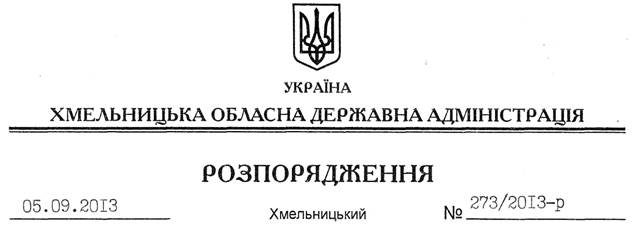 УКРАЇНА
ХМЕЛЬНИЦЬКА ОБЛАСНА ДЕРЖАВНА АДМІНІСТРАЦІЯ
РОЗПОРЯДЖЕННЯ
05.09.2013 Хмельницький № 273/2013-р